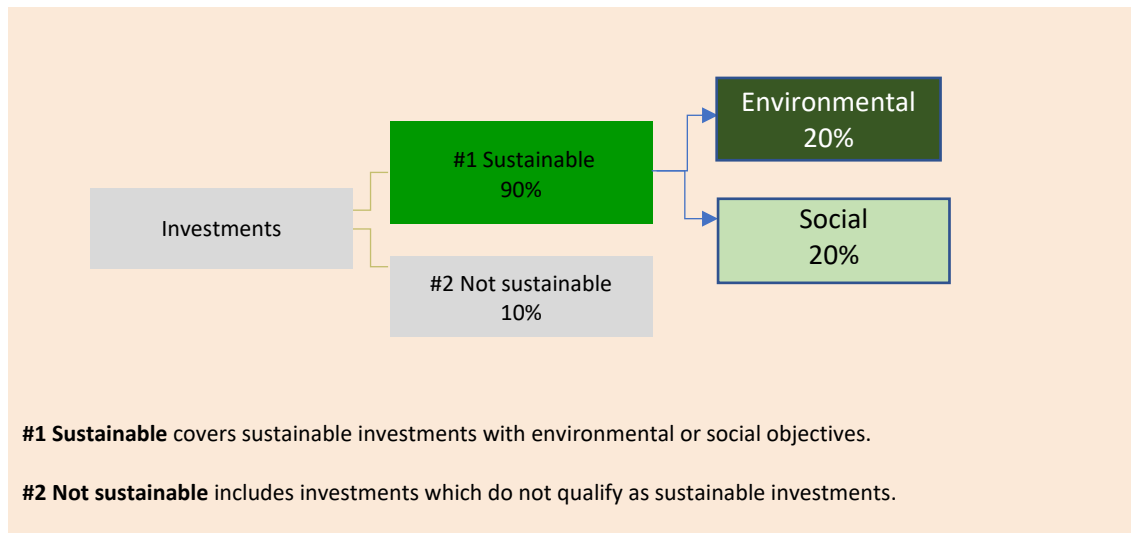 Investments
#1 Sustainable
90%
#2 Not sustainable
10%
Environmental
20%
Social
20%
#1 Sustainable covers sustainable investments with environmental or social objectives.
#2 Not sustainable includes investments which do not qualify as sustainable investments.